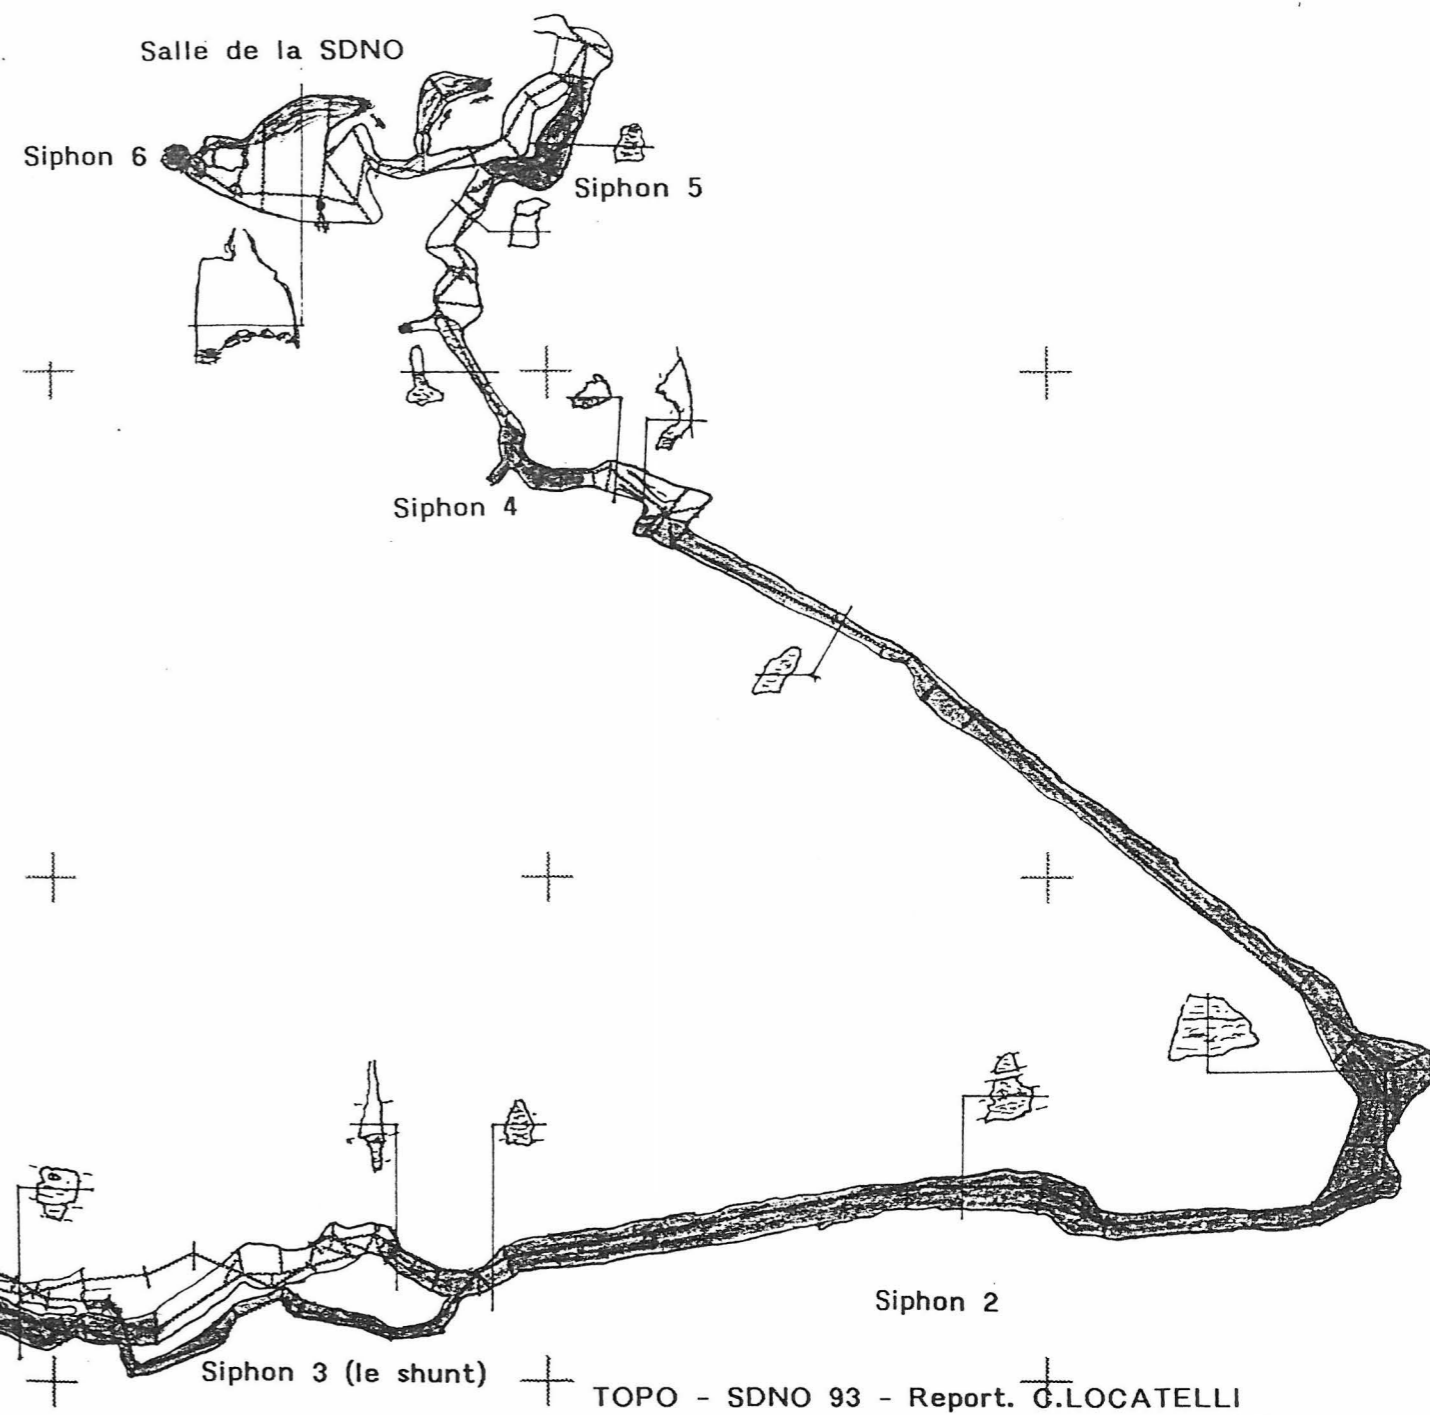 Salle de la SDNO
Siphon 6
Siphon 5
Siphon 4
Siphon 2
Siphon 3 (le shunt)
TOPO - SDNO 93 - Report. C.LOCATELLI